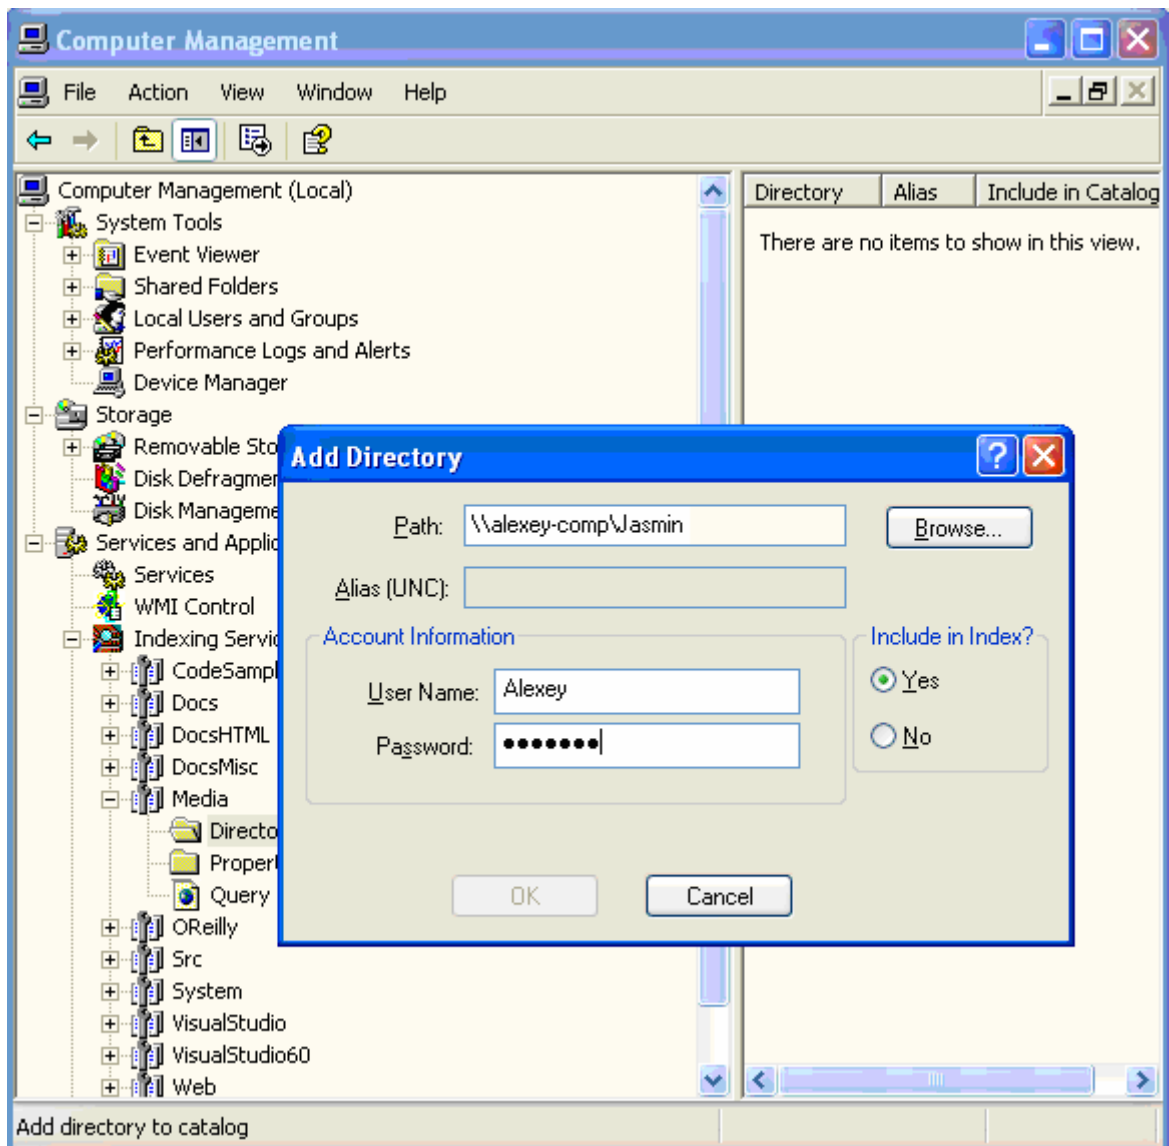 Computer Management
File Action View Window Help
Computer Management (Local)
System Tools
Event Viewer
Shared Folders
Local Users and Groups
Performance Logs and Alerts
Device Manager
Storage
Removable Sto
Disk Defragmen
Disk Manageme
Services and Applic
Services
WMI Control
Indexing Servic
CodeSampl
Docs
DocsHTML
DocsMisc
Media
Directo
Propert
Query
OReilly
Src
System
VisualStudio
VisualStudio60
Web
Directory Alias Include in Catalog
There are no items to show in this view.
Add Directory
Path: \\alexey-comp\Jasmin Browse...
Alias (UNC):
Account Information
User Name: Alexey
Password: •••••••
Include in Index?
Yes
No
OK Cancel
Add directory to catalog